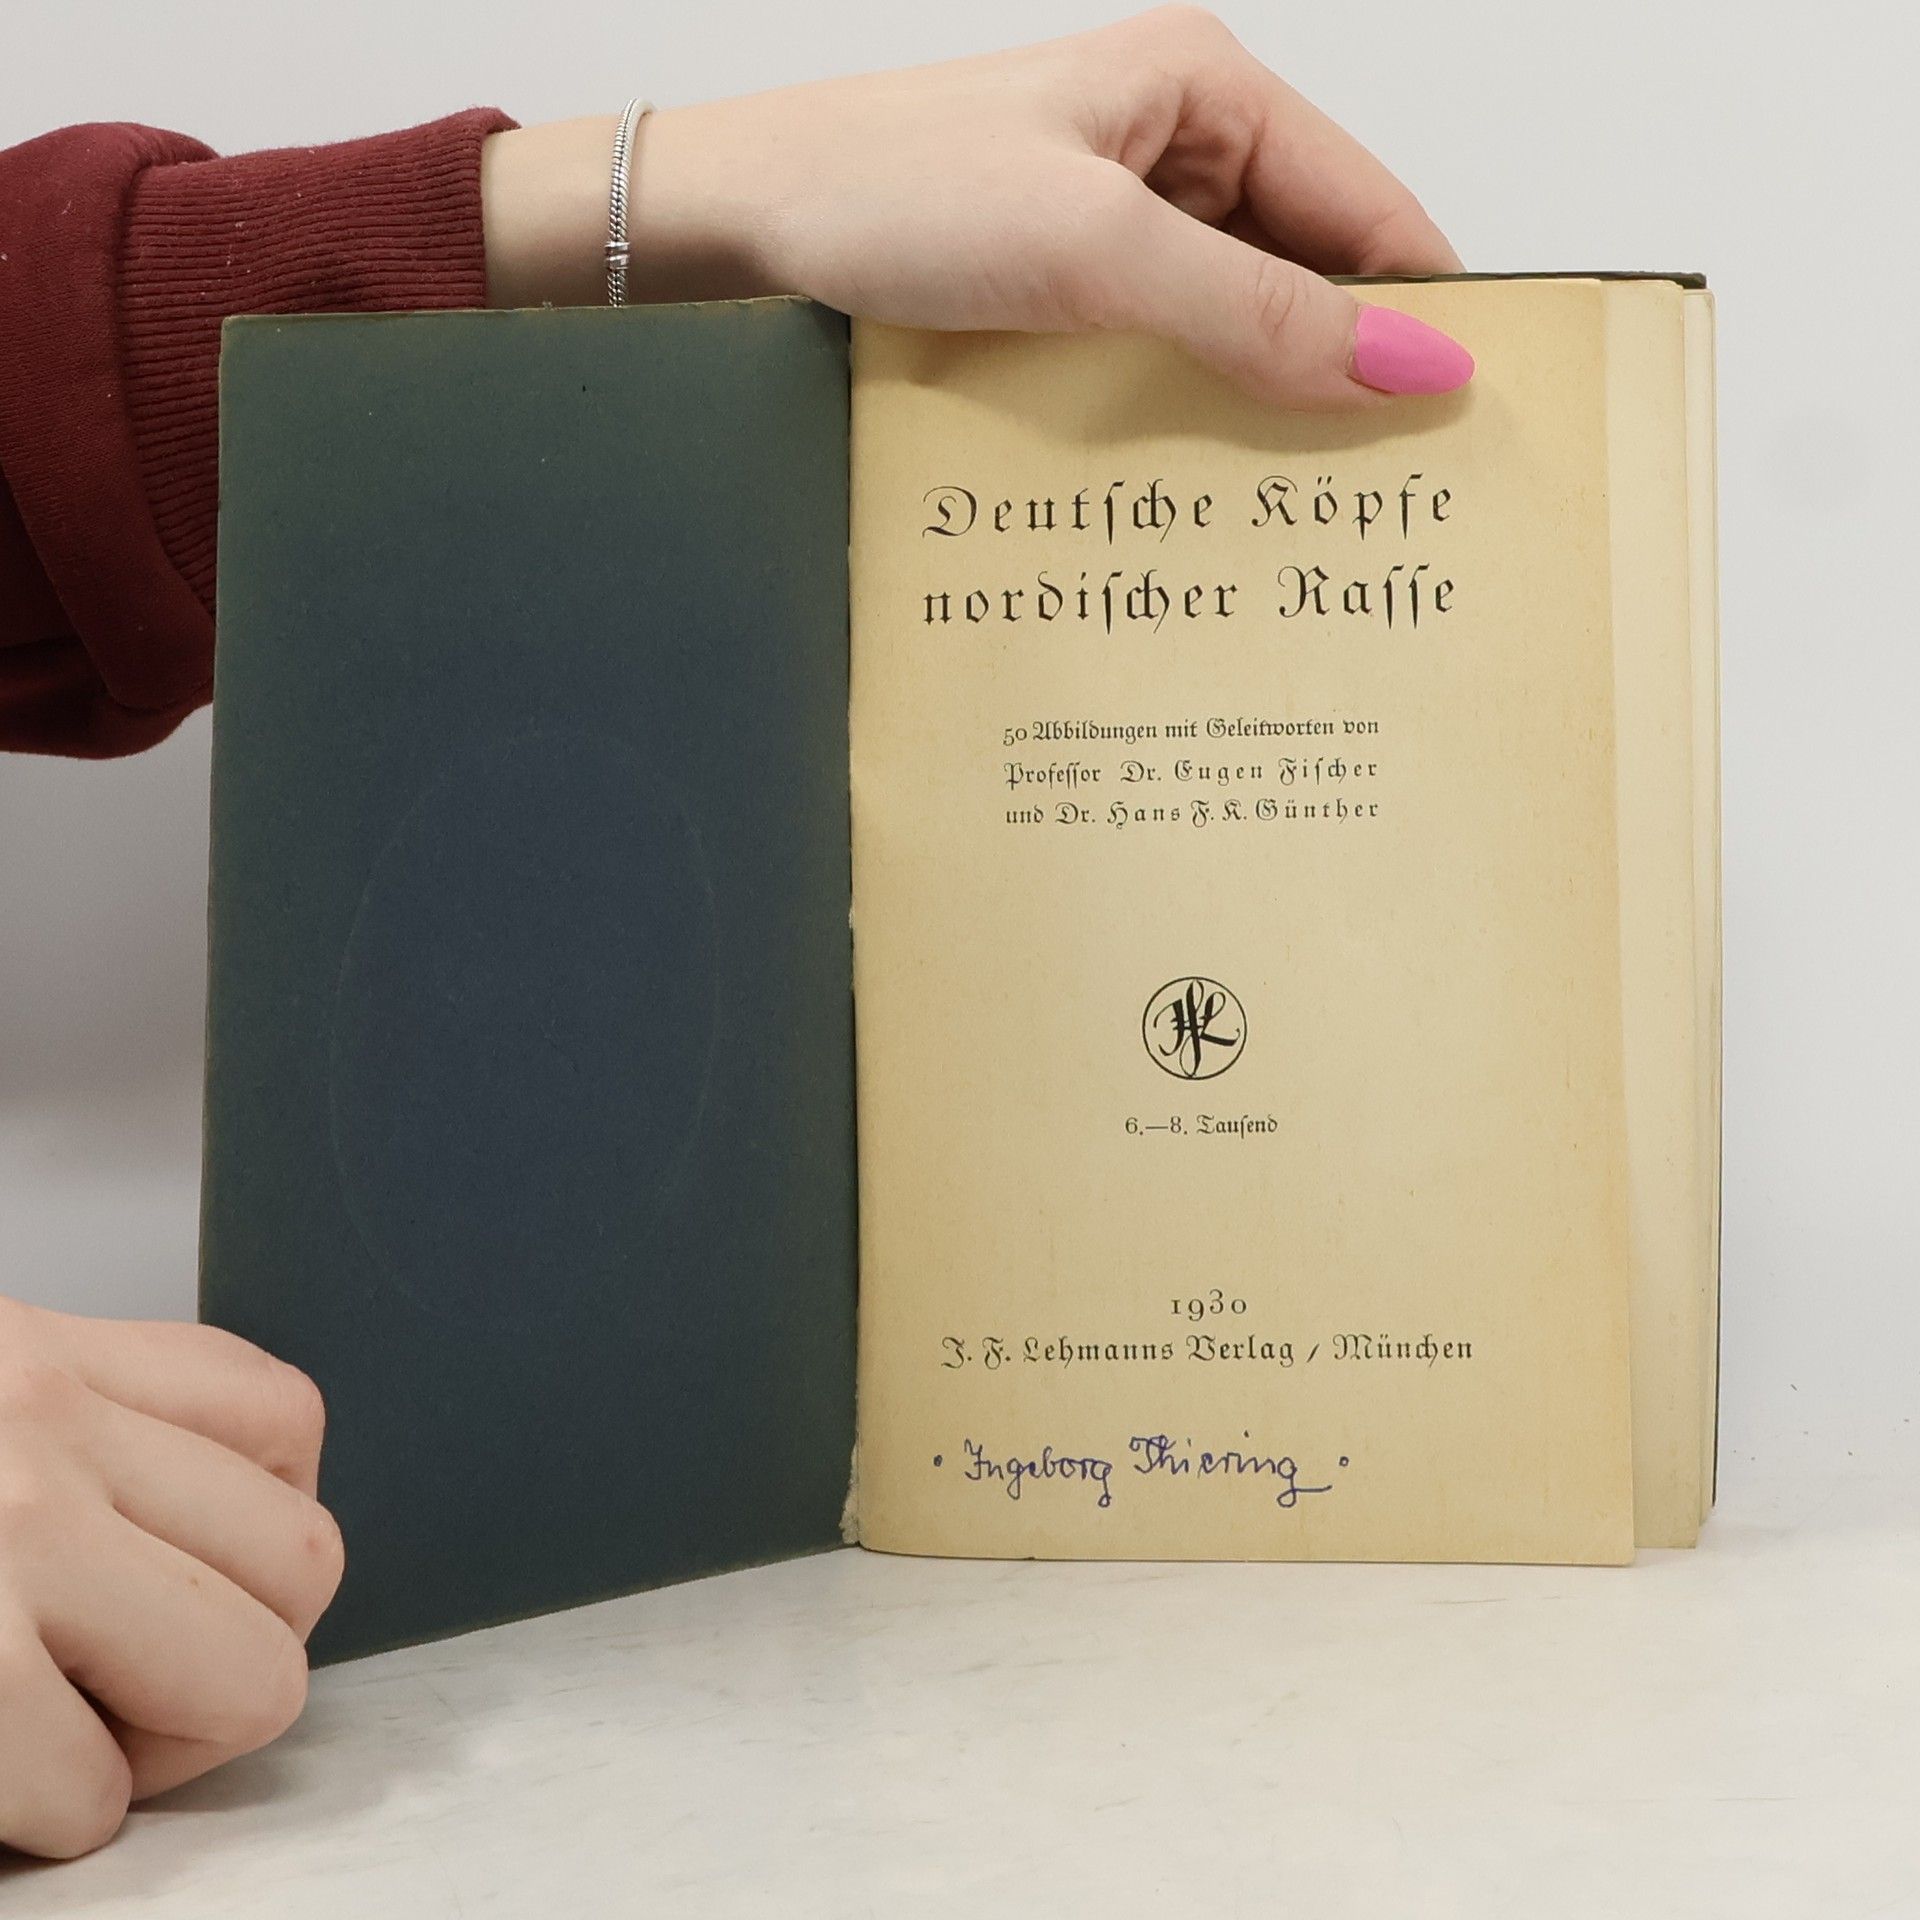 Deutſche Köpfe
nordiſcher Raſſe
50 Abbildungen mit Geleitworten von
Profeſſor Dr. Eugen Fiſcher
und Dr. Hans F. K. Günther
JFL
6.—8. Tauſend
1930
J. F. Lehmanns Verlag / München
• Ingeborg Thiering •